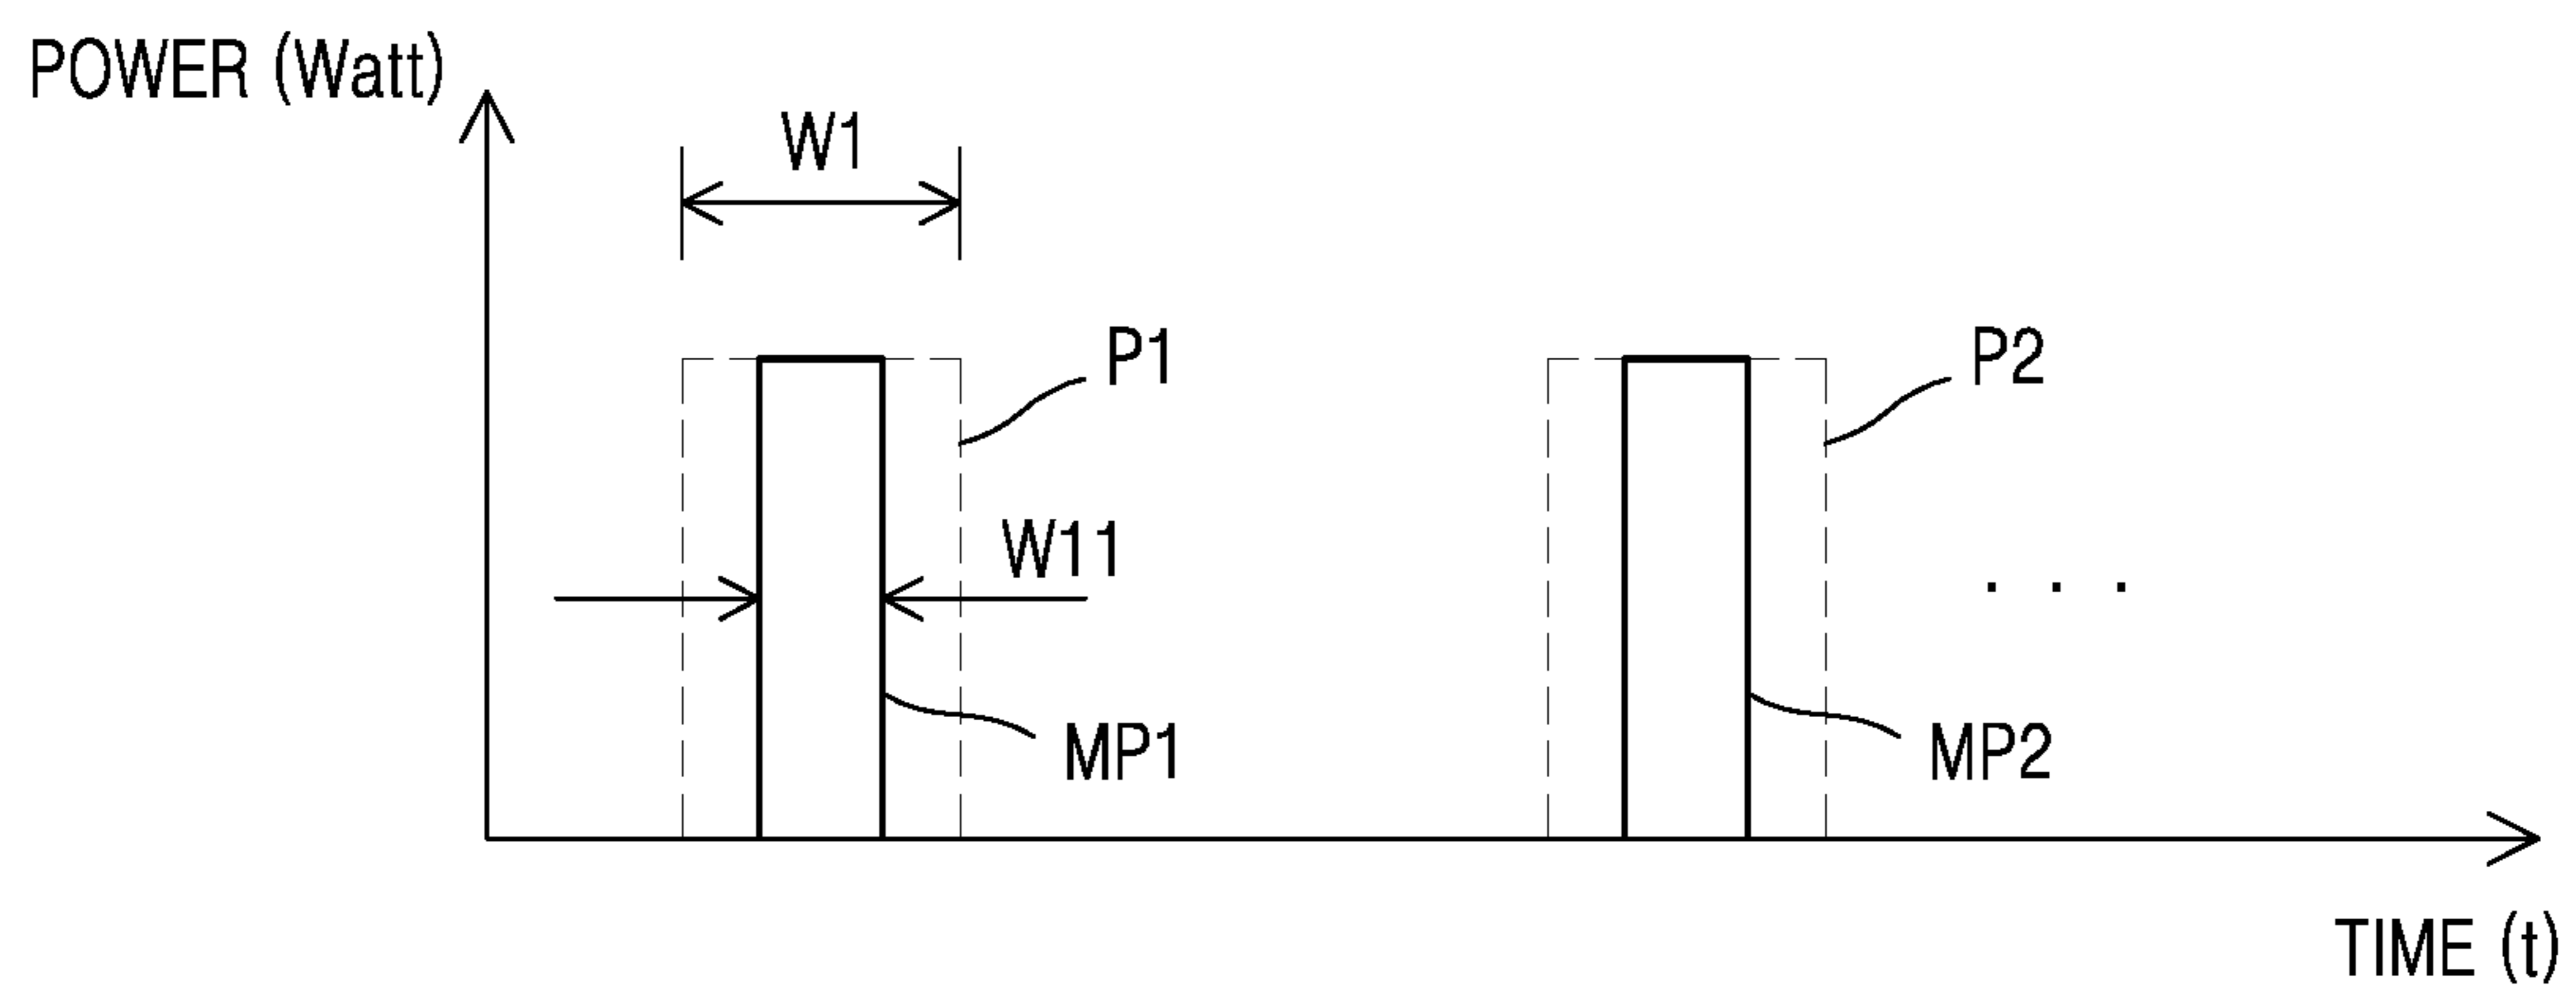 POWER (Watt)
W1
P1
P2
W11
. . .
MP1
MP2
TIME (t)